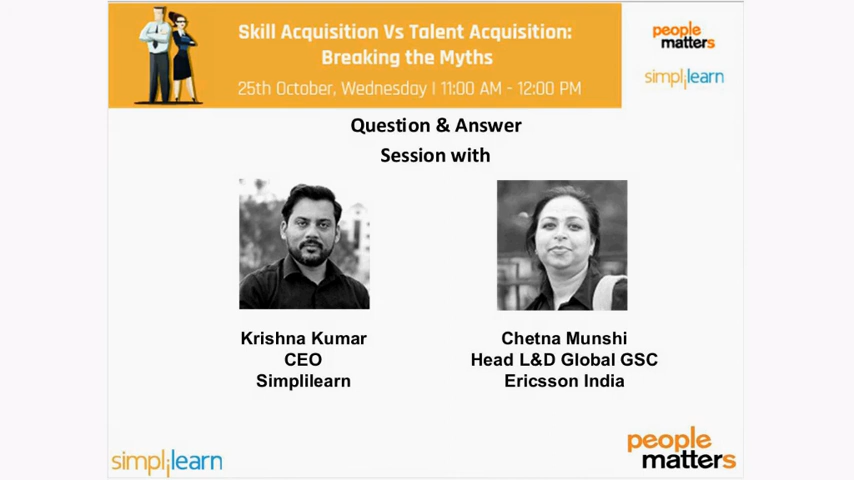 Skill Acquisition Vs Talent Acquisition:
Breaking the Myths
25th October, Wednesday I 11:00 AM - 12:00 PM
people
matters
simplilearn
Question & Answer
Session with
Krishna Kumar
CEO
Simplilearn
Chetna Munshi
Head L&D Global GSC
Ericsson India
simplilearn
people
matters